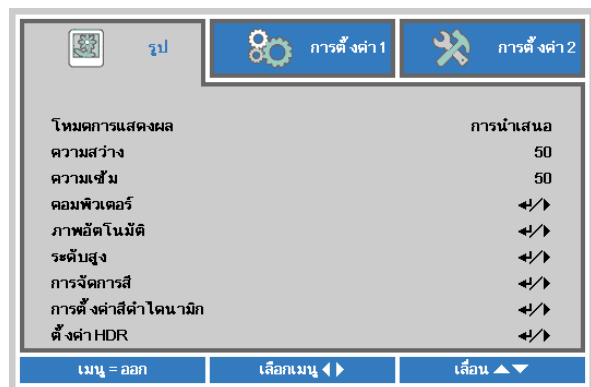 รูป
การตั้งค่า 1
การตั้งค่า 2
โหมดการแสดงผล การนำเสนอ
ความสว่าง 50
ความเข้ม 50
คอมพิวเตอร์ ↵/▶
ภาพอัตโนมัติ ↵/▶
ระดับสูง ↵/▶
การจัดการสี ↵/▶
การตั้งค่าสีดำไดนามิก ↵/▶
ตั้งค่า HDR ↵/▶
เมนู = ออก
เลือกเมนู ◀▶
เลื่อน ▲▼